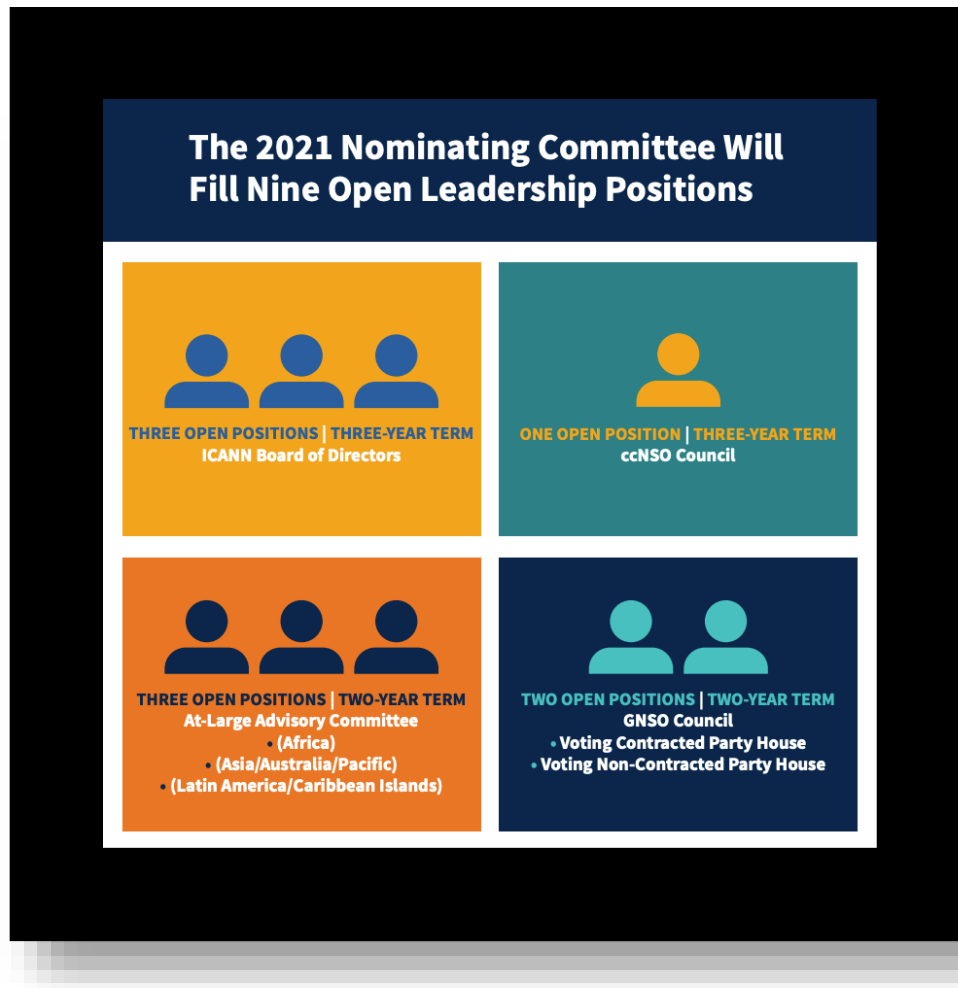 The 2021 Nominating Committee Will
Fill Nine Open Leadership Positions
THREE OPEN POSITIONS | THREE-YEAR TERM
ICANN Board of Directors
ONE OPEN POSITION | THREE-YEAR TERM
ccNSO Council
THREE OPEN POSITIONS | TWO-YEAR TERM
At-Large Advisory Committee
• (Africa)
• (Asia/Australia/Pacific)
• (Latin America/Caribbean Islands)
TWO OPEN POSITIONS | TWO-YEAR TERM
GNSO Council
• Voting Contracted Party House
• Voting Non-Contracted Party House